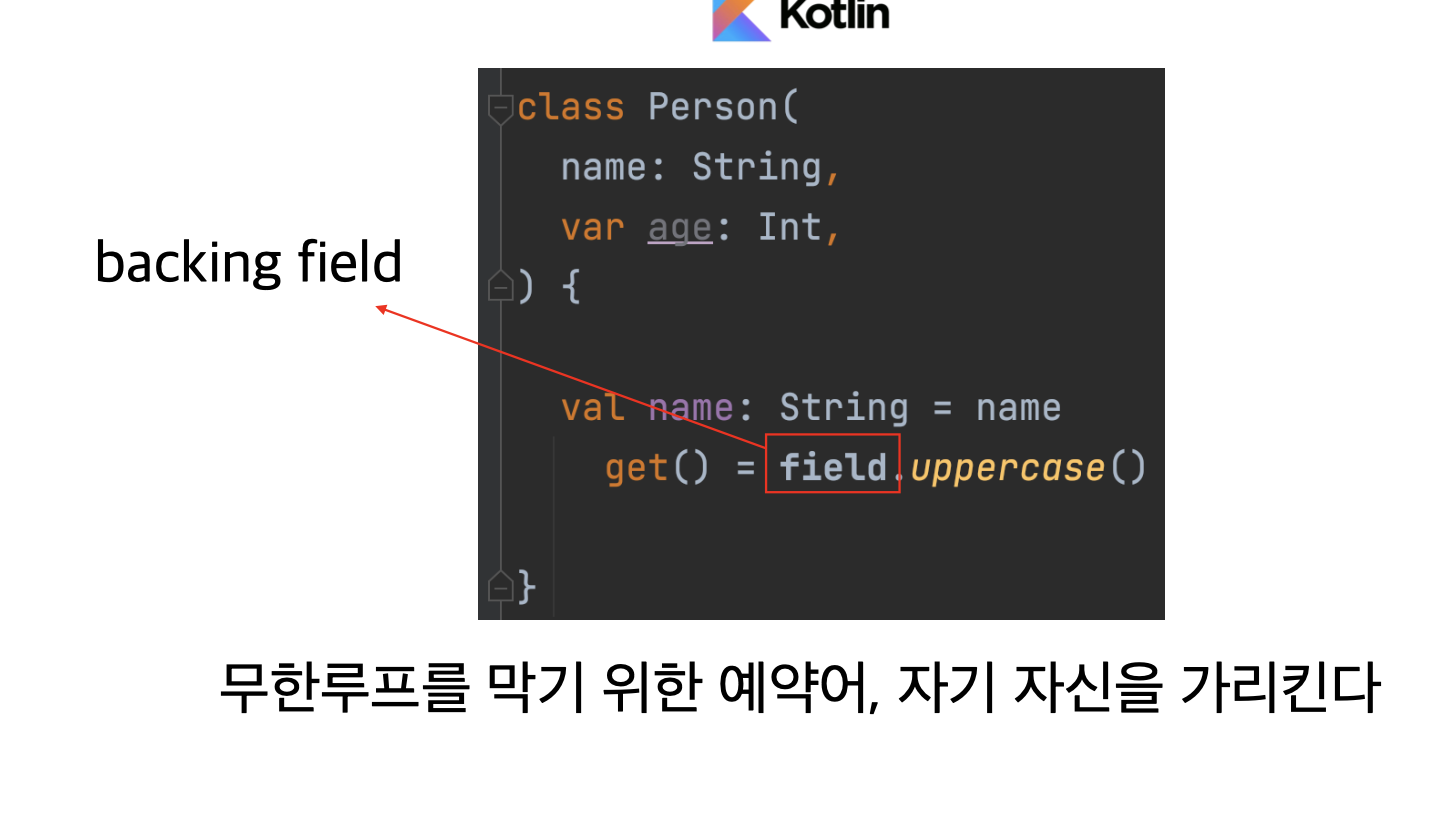 Kotlin
class Person(
name: String,
var age: Int,
backing field
) {
val name: String = name
get() = field.uppercase()
}
무한루프를 막기 위한 예약어, 자기 자신을 가리킨다